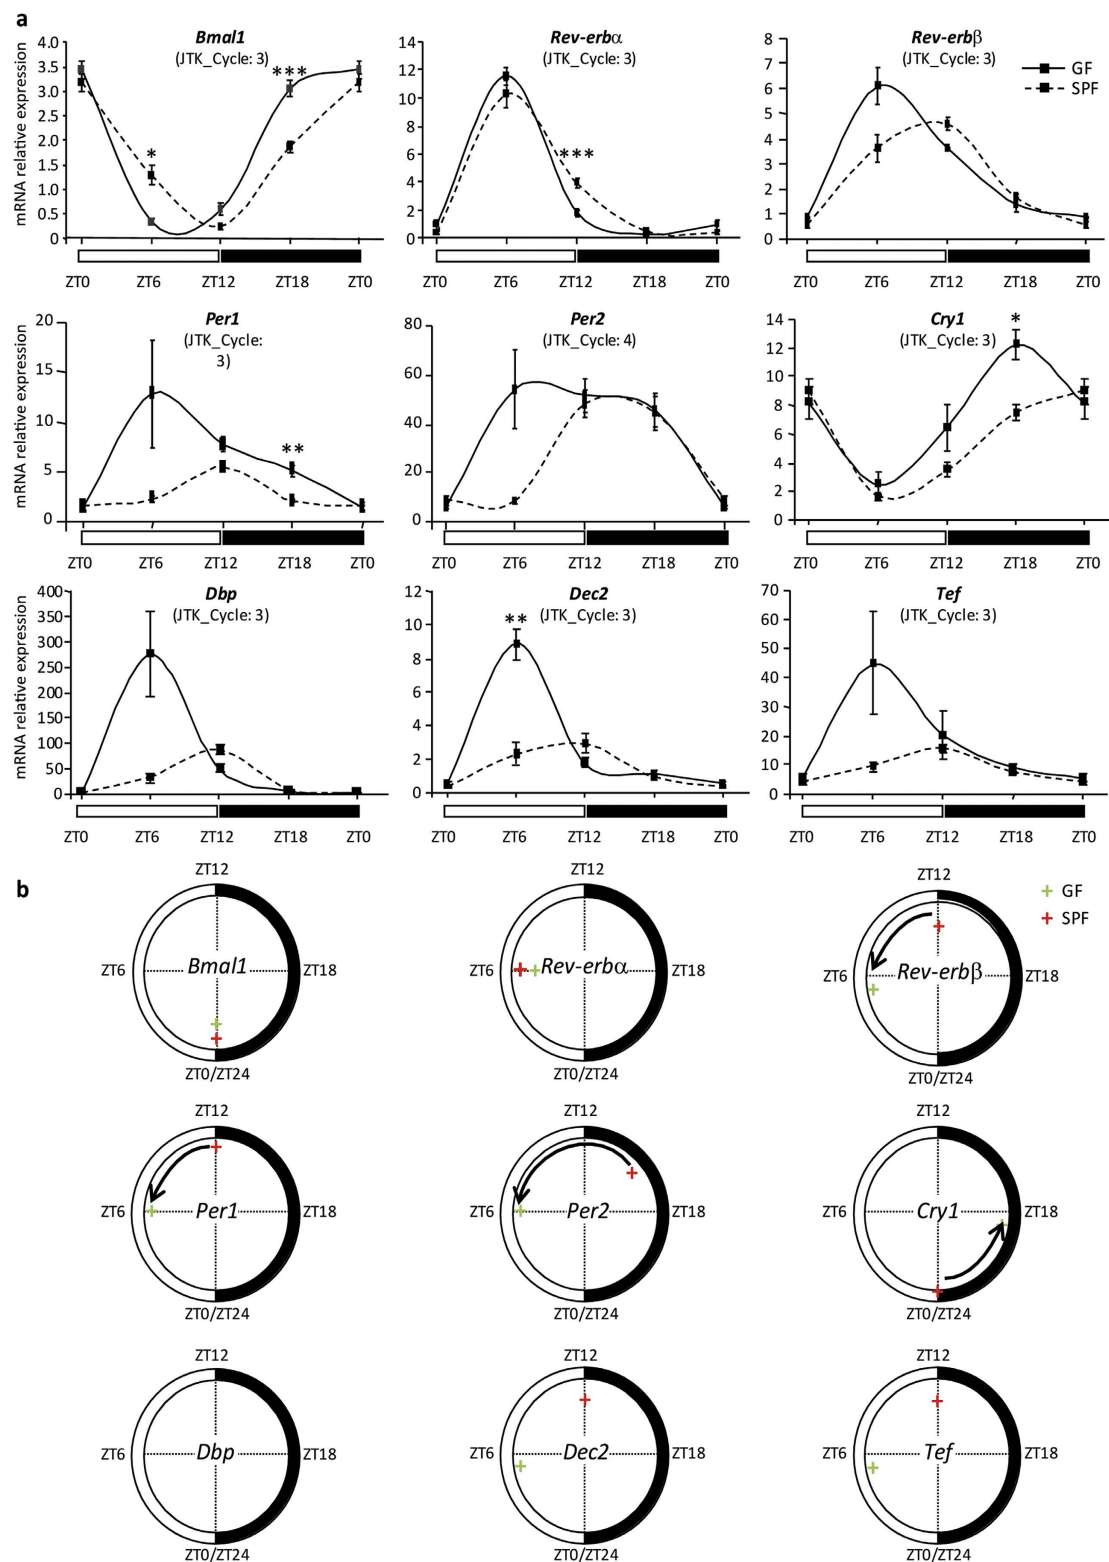 a
Bmal1 Rev-erbα Rev-erbβ
(JTK_Cycle: 3) (JTK_Cycle: 3) (JTK_Cycle: 3)
mRNA relative expression
4.0
3.5
3.0
2.5
2.0
1.5
1.0
0.5
0
*
***
14
12
10
8
6
4
2
0
***
8
7
6
5
4
3
2
1
0
GF
SPF
ZT0 ZT6 ZT12 ZT18 ZT0 ZT0 ZT6 ZT12 ZT18 ZT0 ZT0 ZT6 ZT12 ZT18 ZT0
Per1 Per2 Cry1
(JTK_Cycle: (JTK_Cycle: 4) (JTK_Cycle: 3)
3)
mRNA relative expression
20
15
10
5
0
**
80
60
40
20
0
14
12
10
8
6
4
2
0
*
ZT0 ZT6 ZT12 ZT18 ZT0 ZT0 ZT6 ZT12 ZT18 ZT0 ZT0 ZT6 ZT12 ZT18 ZT0
Dbp Dec2 Tef
(JTK_Cycle: 3) (JTK_Cycle: 3) (JTK_Cycle: 3)
mRNA relative expression
400
350
300
250
200
150
100
50
0
12
10
8
6
4
2
0
**
70
60
50
40
30
20
10
0
ZT0 ZT6 ZT12 ZT18 ZT0 ZT0 ZT6 ZT12 ZT18 ZT0 ZT0 ZT6 ZT12 ZT18 ZT0
b
ZT12 ZT12 ZT12
GF
SPF
ZT6 Bmal1 ZT18 ZT6 Rev-erbα ZT18 ZT6 Rev-erbβ ZT18
ZT0/ZT24 ZT0/ZT24 ZT0/ZT24
ZT12 ZT12 ZT12
ZT6 Per1 ZT18 ZT6 Per2 ZT18 ZT6 Cry1 ZT18
ZT0/ZT24 ZT0/ZT24 ZT0/ZT24
ZT12 ZT12 ZT12
ZT6 Dbp ZT18 ZT6 Dec2 ZT18 ZT6 Tef ZT18
ZT0/ZT24 ZT0/ZT24 ZT0/ZT24